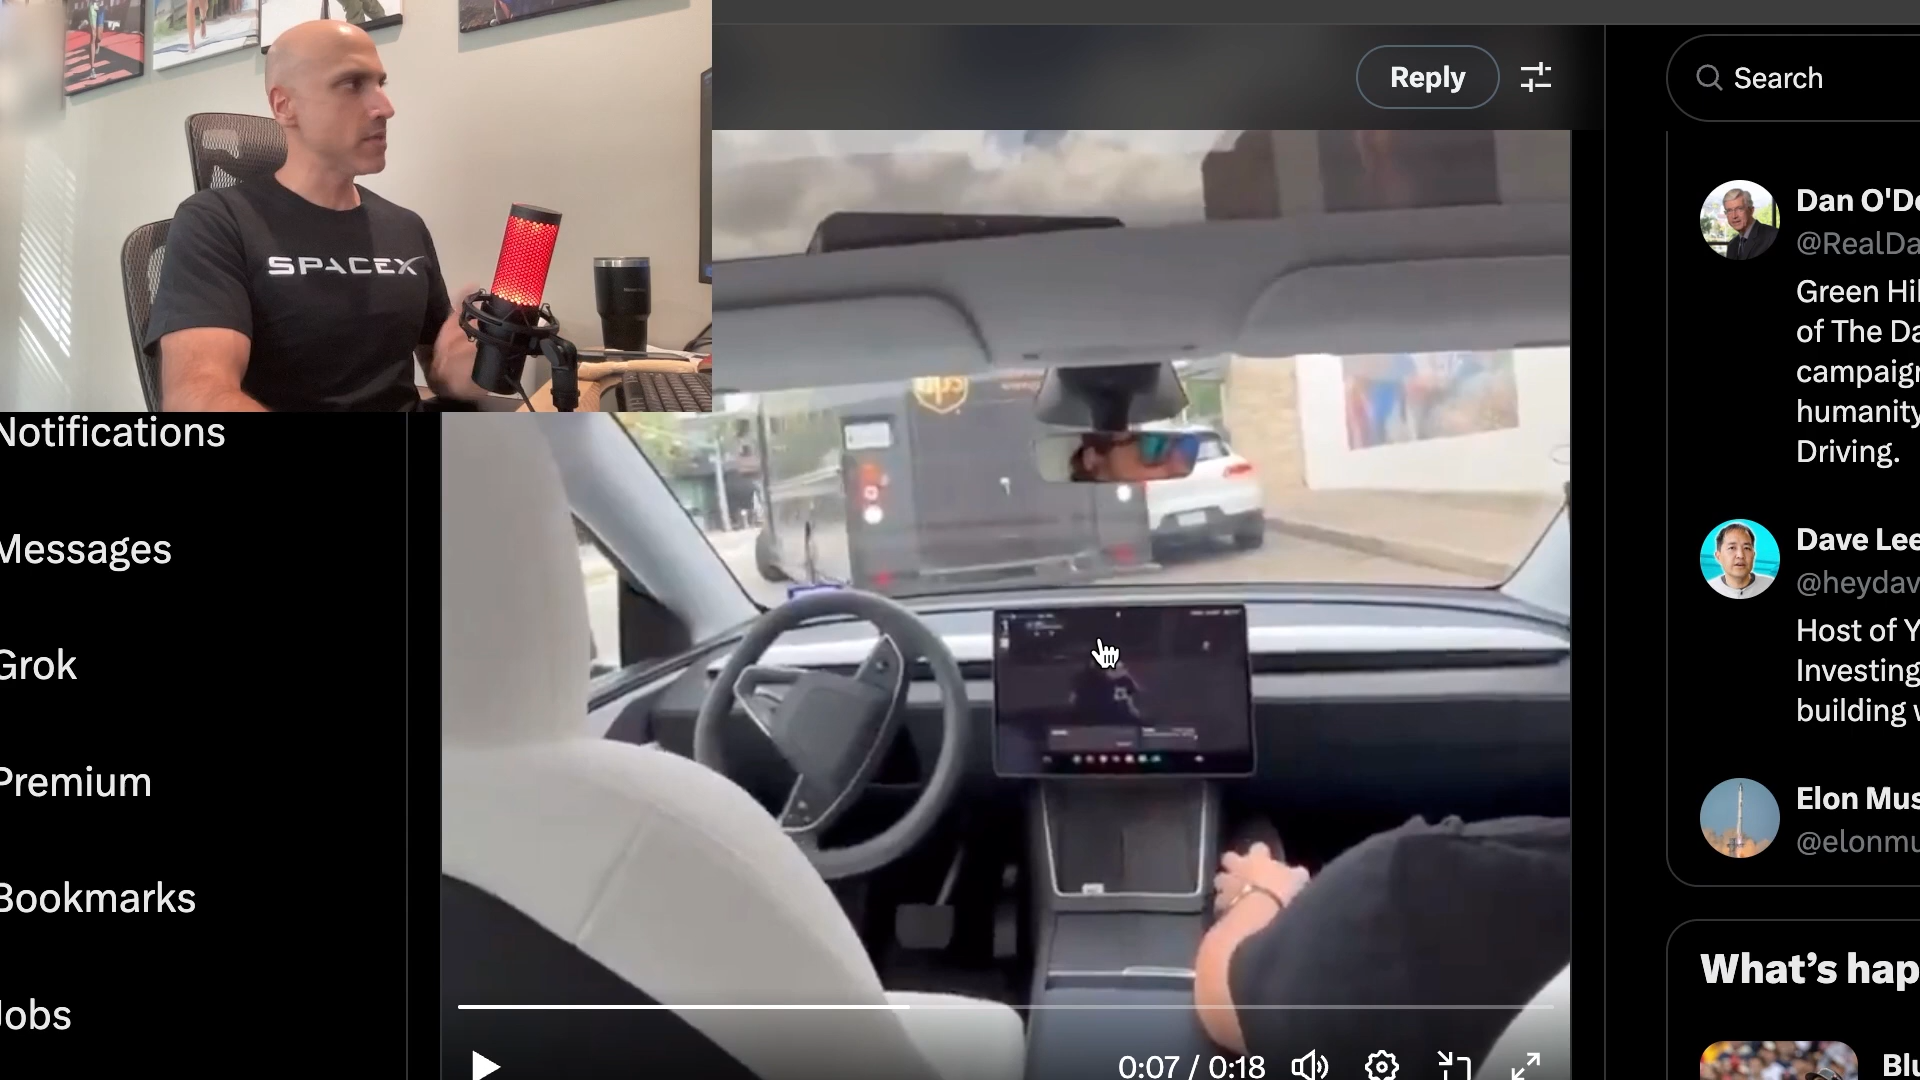 SPACEX
Reply
Search
ups
Notifications
Messages
Grok
Premium
Bookmarks
Jobs
Dan O'Do
@RealDa
Green Hil
of The Da
campaign
humanity
Driving.
Dave Lee
@heydav
Host of Y
Investing
building w
Elon Mus
@elonmu
What's hap
Blu
0:07 / 0:18